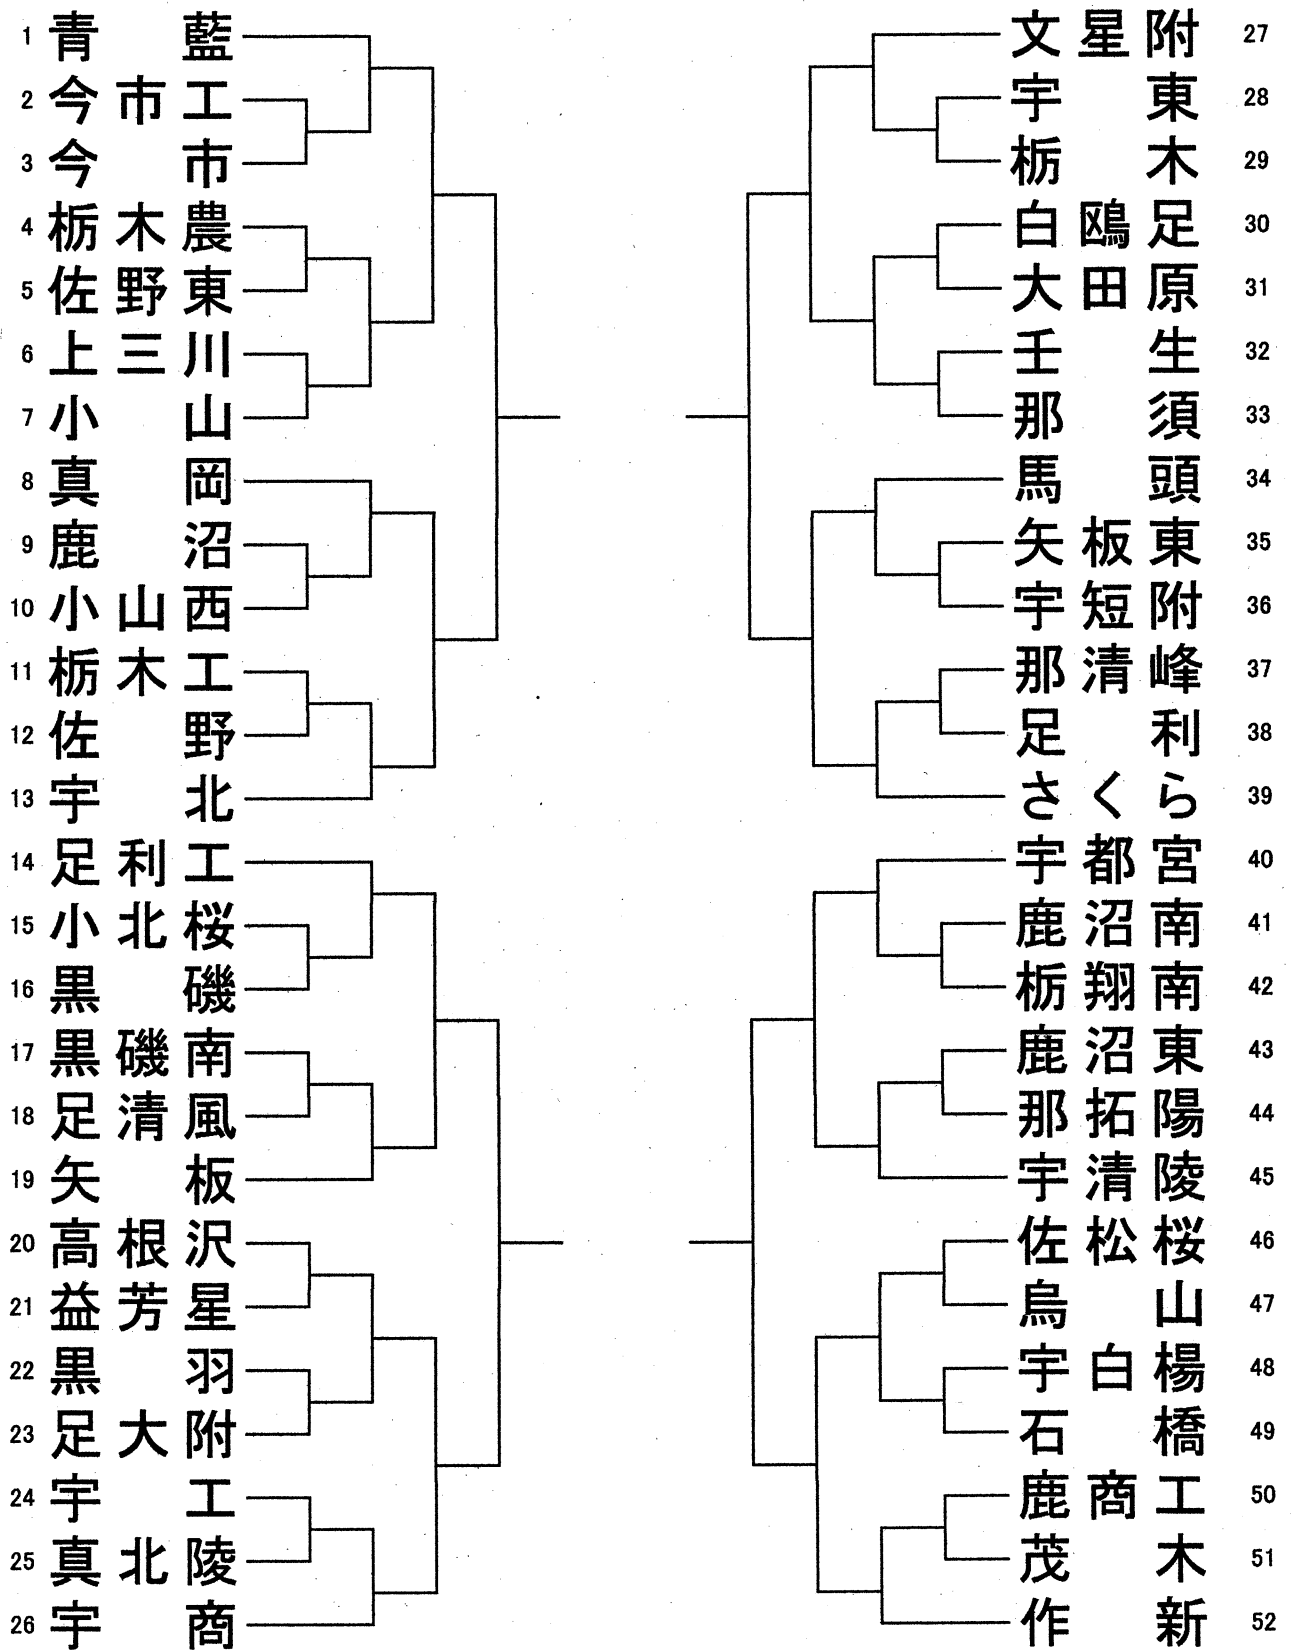 1 青藍
2 今市工
3 今市
4 栃木農
5 佐野東
6 上三川
7 小山
8 真岡
9 鹿沼
10 小山西
11 栃木工
12 佐野
13 宇北
14 足利工
15 小北桜
16 黒磯
17 黒磯南
18 足清風
19 矢板
20 高根沢
21 益芳星
22 黒羽
23 足大附
24 宇工
25 真北陵
26 宇商
文星附 27
宇東 28
栃木 29
白鴎足 30
大田原 31
壬生 32
那須 33
馬頭 34
矢板東 35
宇短附 36
那清峰 37
足利 38
さくら 39
宇都宮 40
鹿沼南 41
栃翔南 42
鹿沼東 43
那拓陽 44
宇清陵 45
佐松桜 46
烏山 47
宇白楊 48
石橋 49
鹿商工 50
茂木 51
作新 52